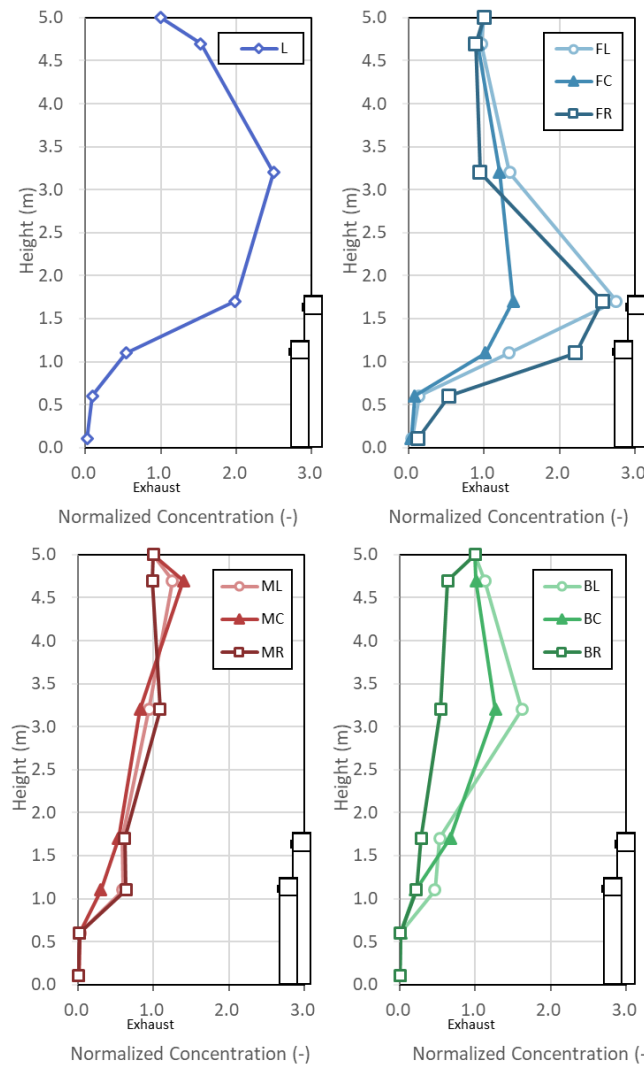 5.0
4.5
4.0
3.5
3.0
2.5
2.0
1.5
1.0
0.5
0.0
Height (m)
L
0.0 1.0 2.0 3.0
Exhaust
Normalized Concentration (-)
5.0
4.5
4.0
3.5
3.0
2.5
2.0
1.5
1.0
0.5
0.0
Height (m)
FL
FC
FR
0.0 1.0 2.0 3.0
Exhaust
Normalized Concentration (-)
5.0
4.5
4.0
3.5
3.0
2.5
2.0
1.5
1.0
0.5
0.0
Height (m)
ML
MC
MR
0.0 1.0 2.0 3.0
Exhaust
Normalized Concentration (-)
5.0
4.5
4.0
3.5
3.0
2.5
2.0
1.5
1.0
0.5
0.0
Height (m)
BL
BC
BR
0.0 1.0 2.0 3.0
Exhaust
Normalized Concentration (-